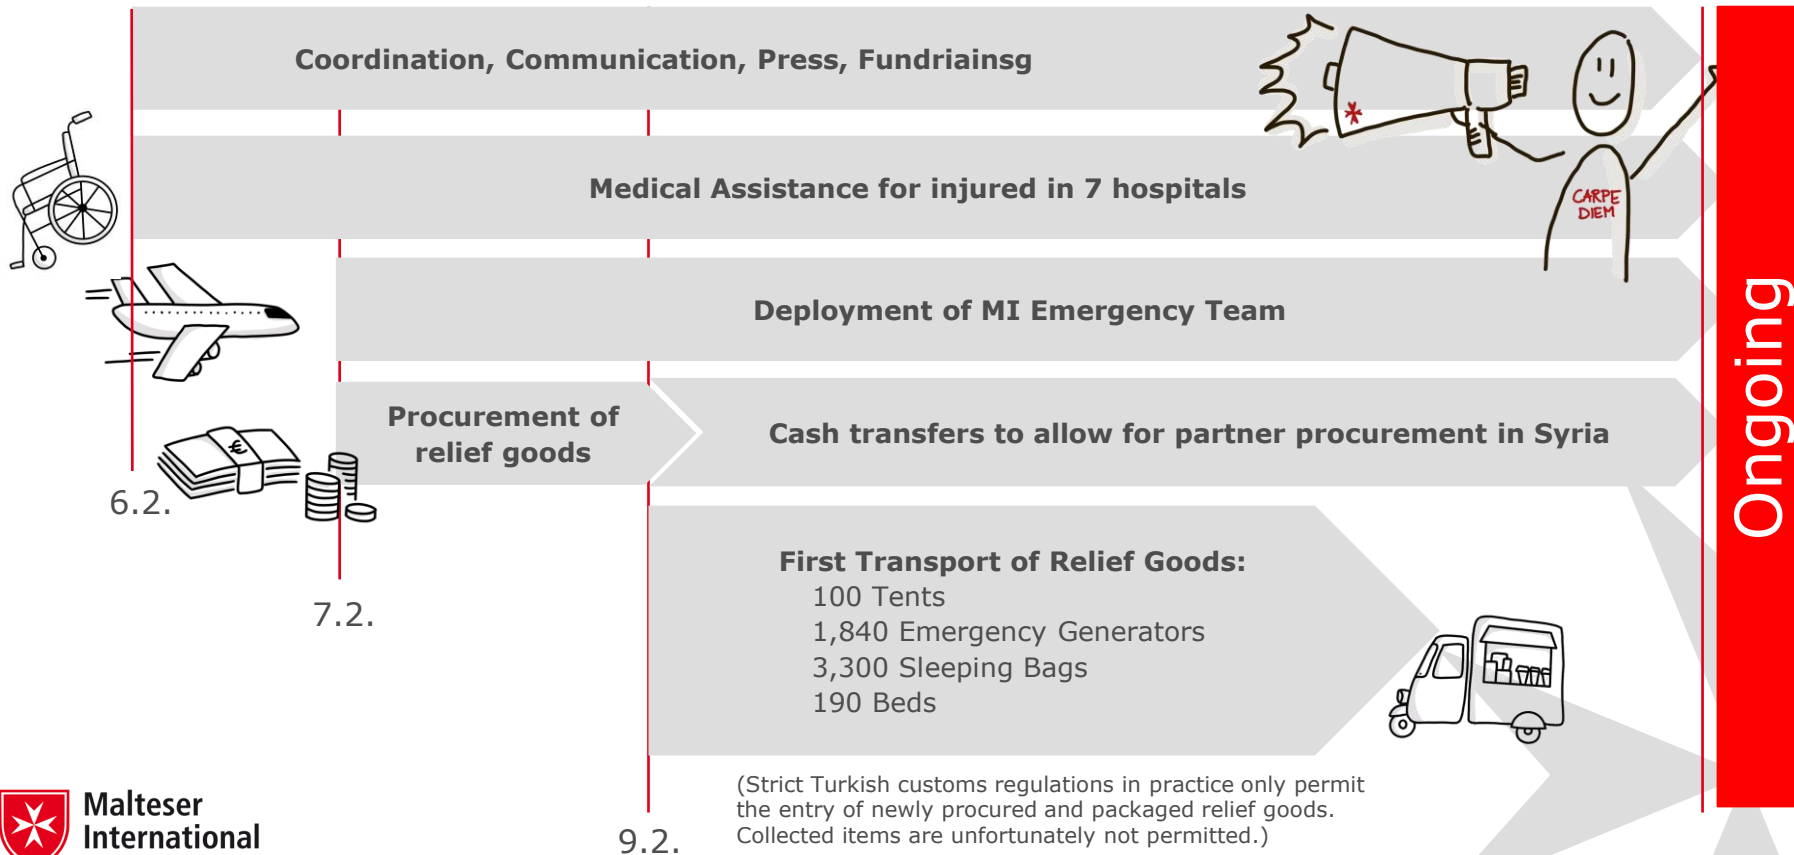 Coordination, Communication, Press, Fundriainsg
CARPE
DIEM
Medical Assistance for injured in 7 hospitals
Deployment of MI Emergency Team
Procurement of
relief goods
Cash transfers to allow for partner procurement in Syria
Ongoing
6.2.
7.2.
First Transport of Relief Goods:
100 Tents
1,840 Emergency Generators
3,300 Sleeping Bags
190 Beds
(Strict Turkish customs regulations in practice only permit
the entry of newly procured and packaged relief goods.
Collected items are unfortunately not permitted.)
9.2.
Malteser
International